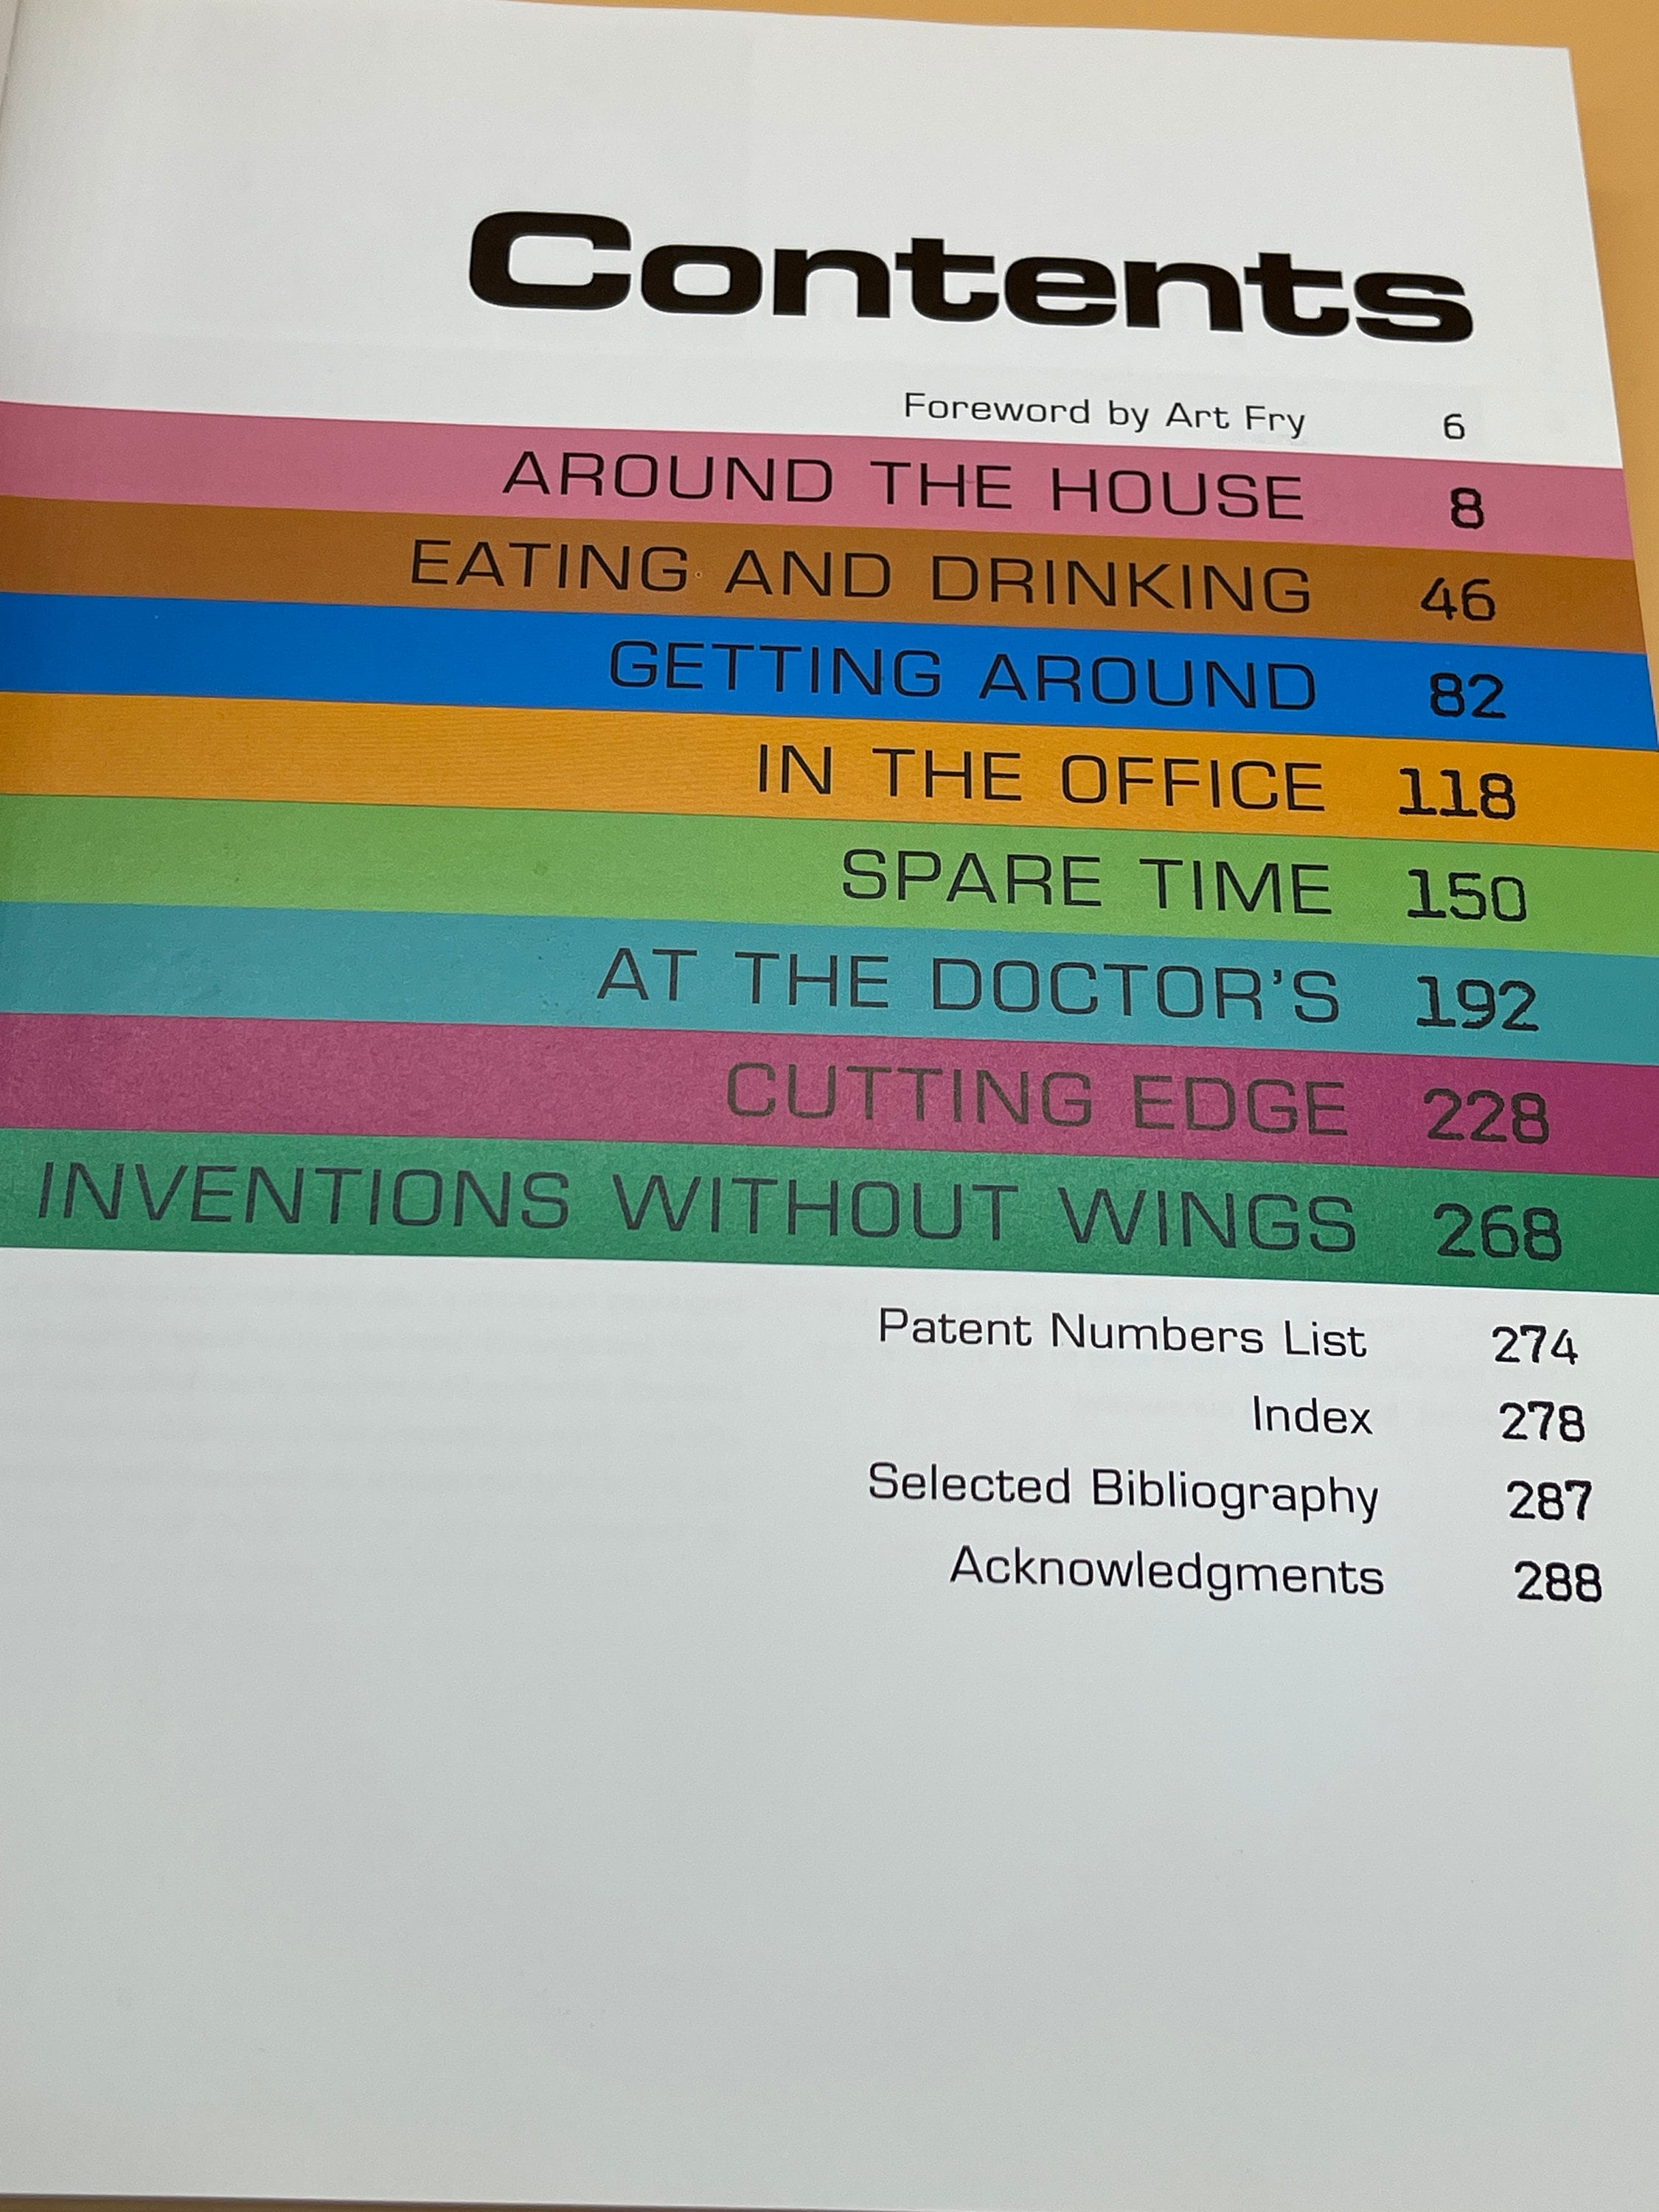 Contents
Foreword by Art Fry 6
AROUND THE HOUSE 8
EATING AND DRINKING 46
GETTING AROUND 82
IN THE OFFICE 118
SPARE TIME 150
AT THE DOCTOR'S 192
CUTTING EDGE 228
INVENTIONS WITHOUT WINGS 268
Patent Numbers List 274
Index 278
Selected Bibliography 287
Acknowledgments 288